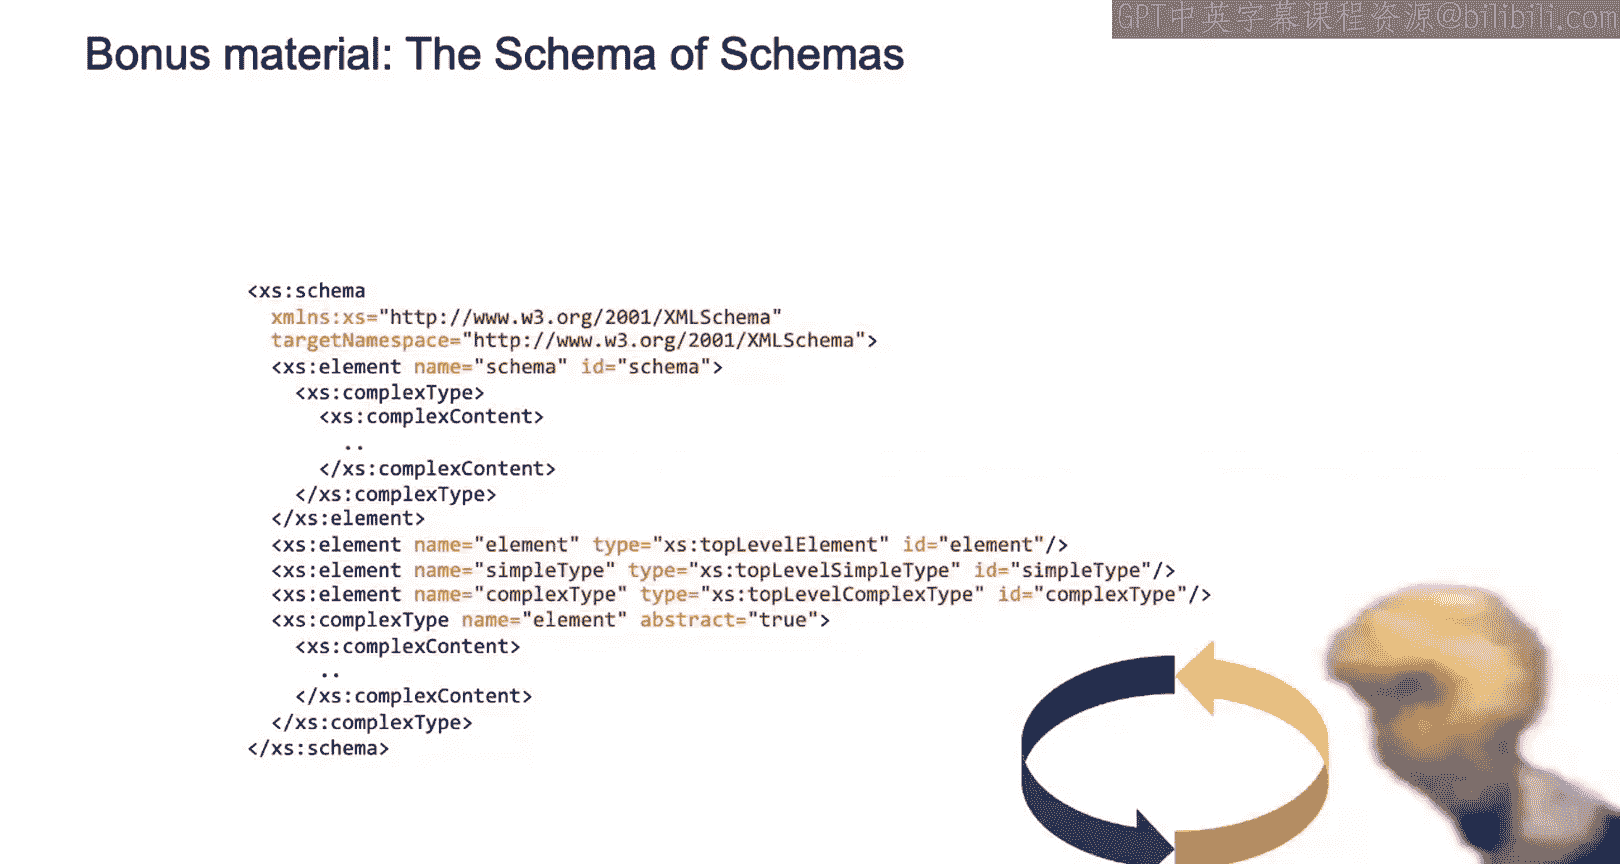 GPT中英字幕课程资源@bilibili.com
Bonus material: The Schema of Schemas
<xs:schema
xmlns:xs="http://www.w3.org/2001/XMLSchema"
targetNamespace="http://www.w3.org/2001/XMLSchema">
<xs:element name="schema" id="schema">
<xs:complexType>
<xs:complexContent>
..
</xs:complexContent>
</xs:complexType>
</xs:element>
<xs:element name="element" type="xs:topLevelElement" id="element"/>
<xs:element name="simpleType" type="xs:topLevelSimpleType" id="simpleType"/>
<xs:element name="complexType" type="xs:topLevelComplexType" id="complexType"/>
<xs:complexType name="element" abstract="true">
<xs:complexContent>
..
</xs:complexContent>
</xs:complexType>
</xs:schema>